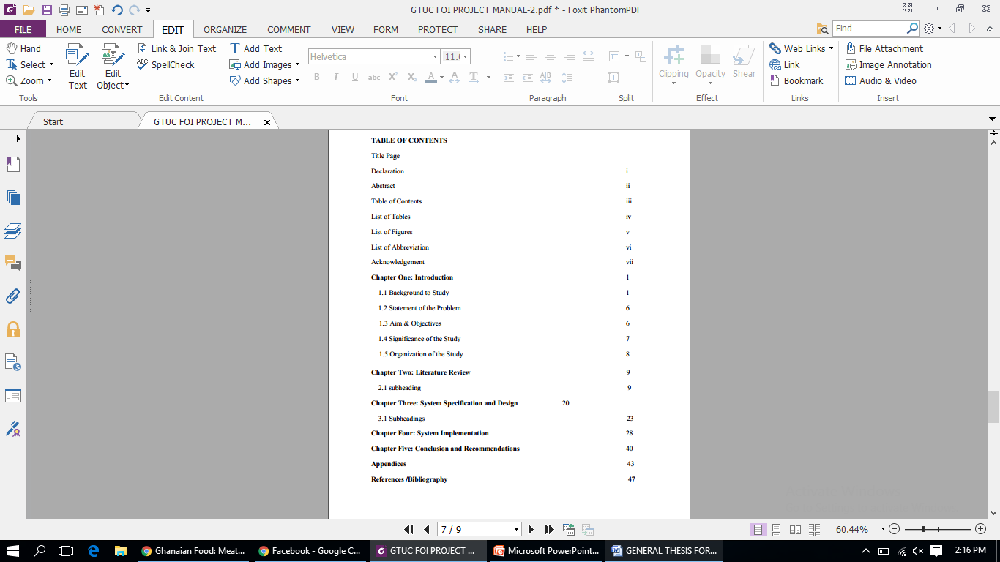 GTUC FOI PROJECT MANUAL-2.pdf * - Foxit PhantomPDF
FILE HOME CONVERT EDIT ORGANIZE COMMENT VIEW FORM PROTECT SHARE HELP Find
Hand Link & Join Text Add Text Web Links File Attachment
Select SpellCheck Add Images Helvetica Link Image Annotation
Zoom Edit Text Edit Object Add Shapes Clipping Opacity Shear Bookmark Audio & Video
Tools Edit Content Font Paragraph Split Effect Links Insert
Start GTUC FOI PROJECT M...
TABLE OF CONTENTS
Title Page
Declaration i
Abstract ii
Table of Contents iii
List of Tables iv
List of Figures v
List of Abbreviation vi
Acknowledgement vii
Chapter One: Introduction 1
1.1 Background to Study 1
1.2 Statement of the Problem 6
1.3 Aim & Objectives 6
1.4 Significance of the Study 7
1.5 Organization of the Study 8
Chapter Two: Literature Review 9
2.1 subheading 9
Chapter Three: System Specification and Design 20
3.1 Subheadings 23
Chapter Four: System Implementation 28
Chapter Five: Conclusion and Recommendations 40
Appendices 43
References /Bibliography 47
7 / 9 60.44%
Ghanaian Food: Meat... Facebook - Google C... GTUC FOI PROJECT ... Microsoft PowerPoint... GENERAL THESIS FOR... 2:16 PM